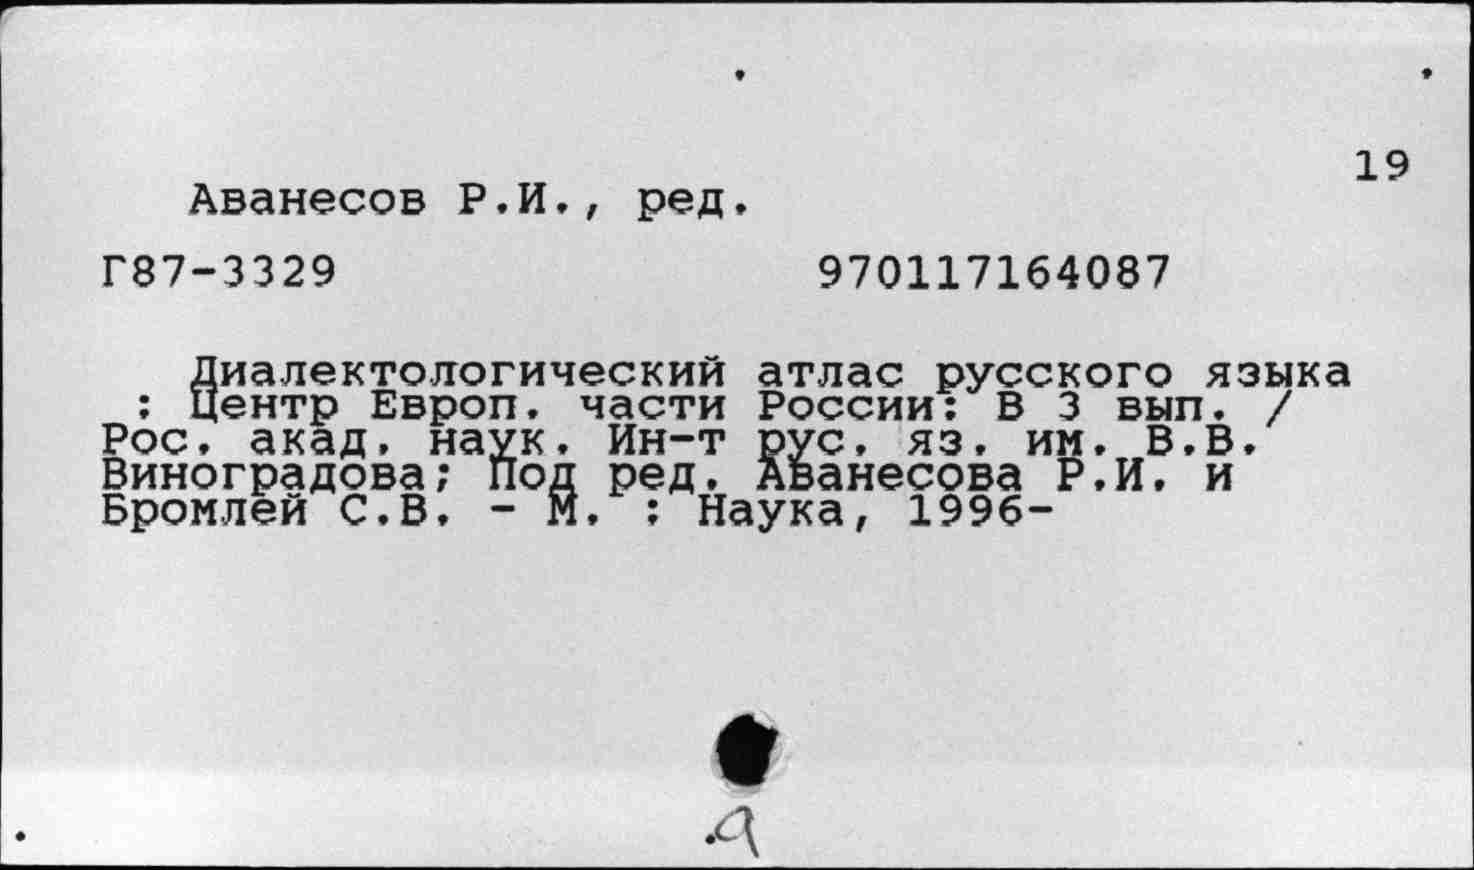 19
Аванесов Р.И., ред.
Г87-3329 970117164087
Диалектологический атлас русского языка
: Центр Европ. части России: В 3 вып. /
Рос. акад. наук. Ин-т рус. яз. им. В.В.
Виноградова; Под ред. Аванесова Р.И. и
Бромлей С.В. - М. : Наука, 1996-